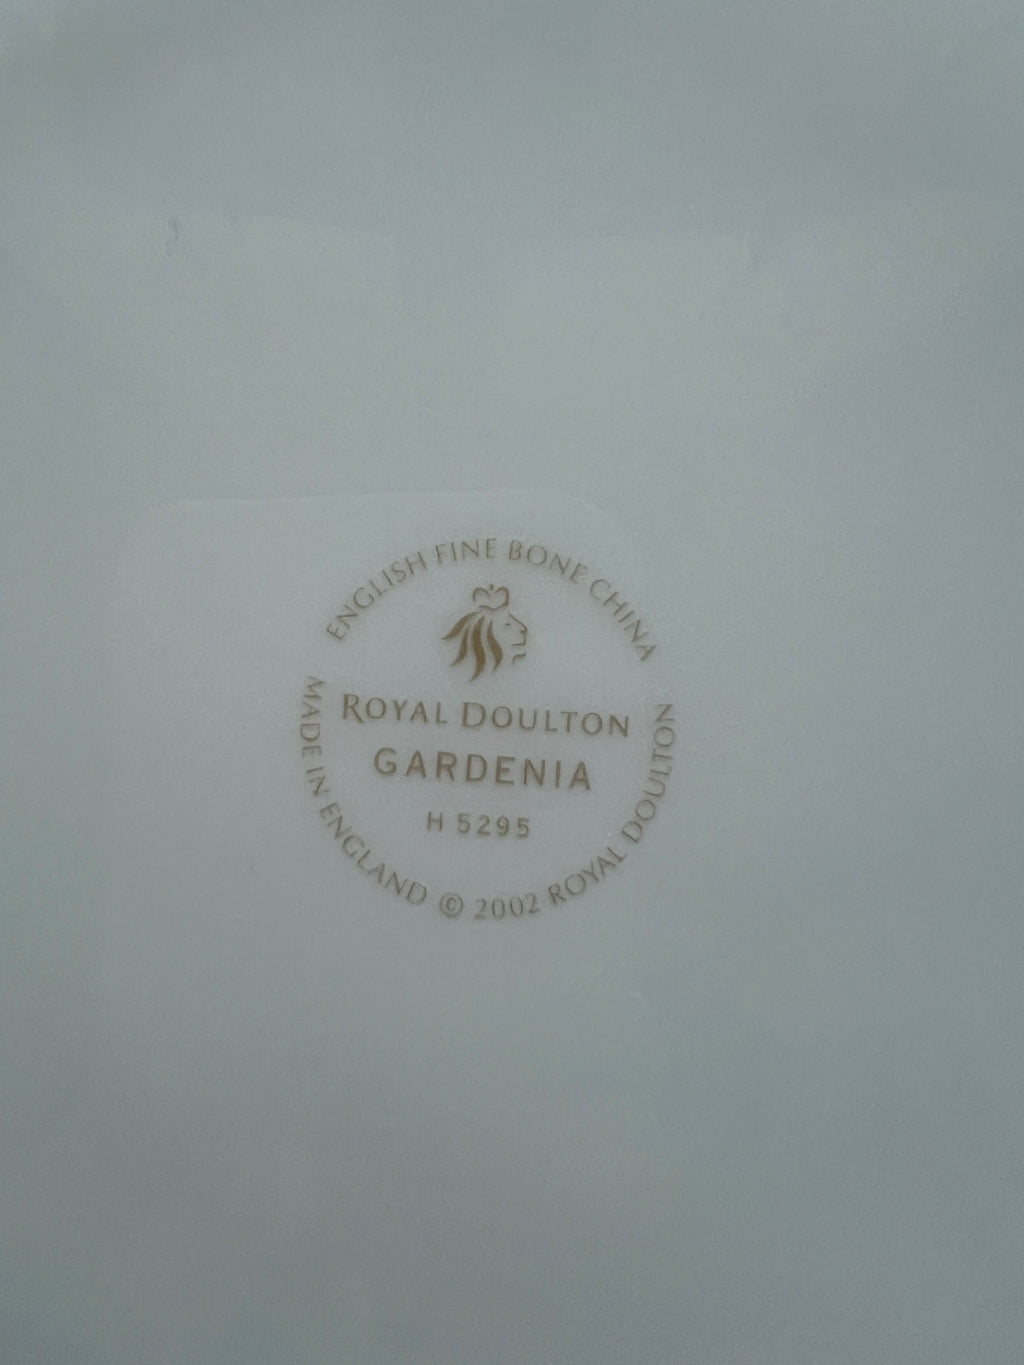 ENGLISH FINE BONE CHINA
ROYAL DOULTON
GARDENIA
H 5295
MADE IN ENGLAND © 2002 ROYAL DOULTON